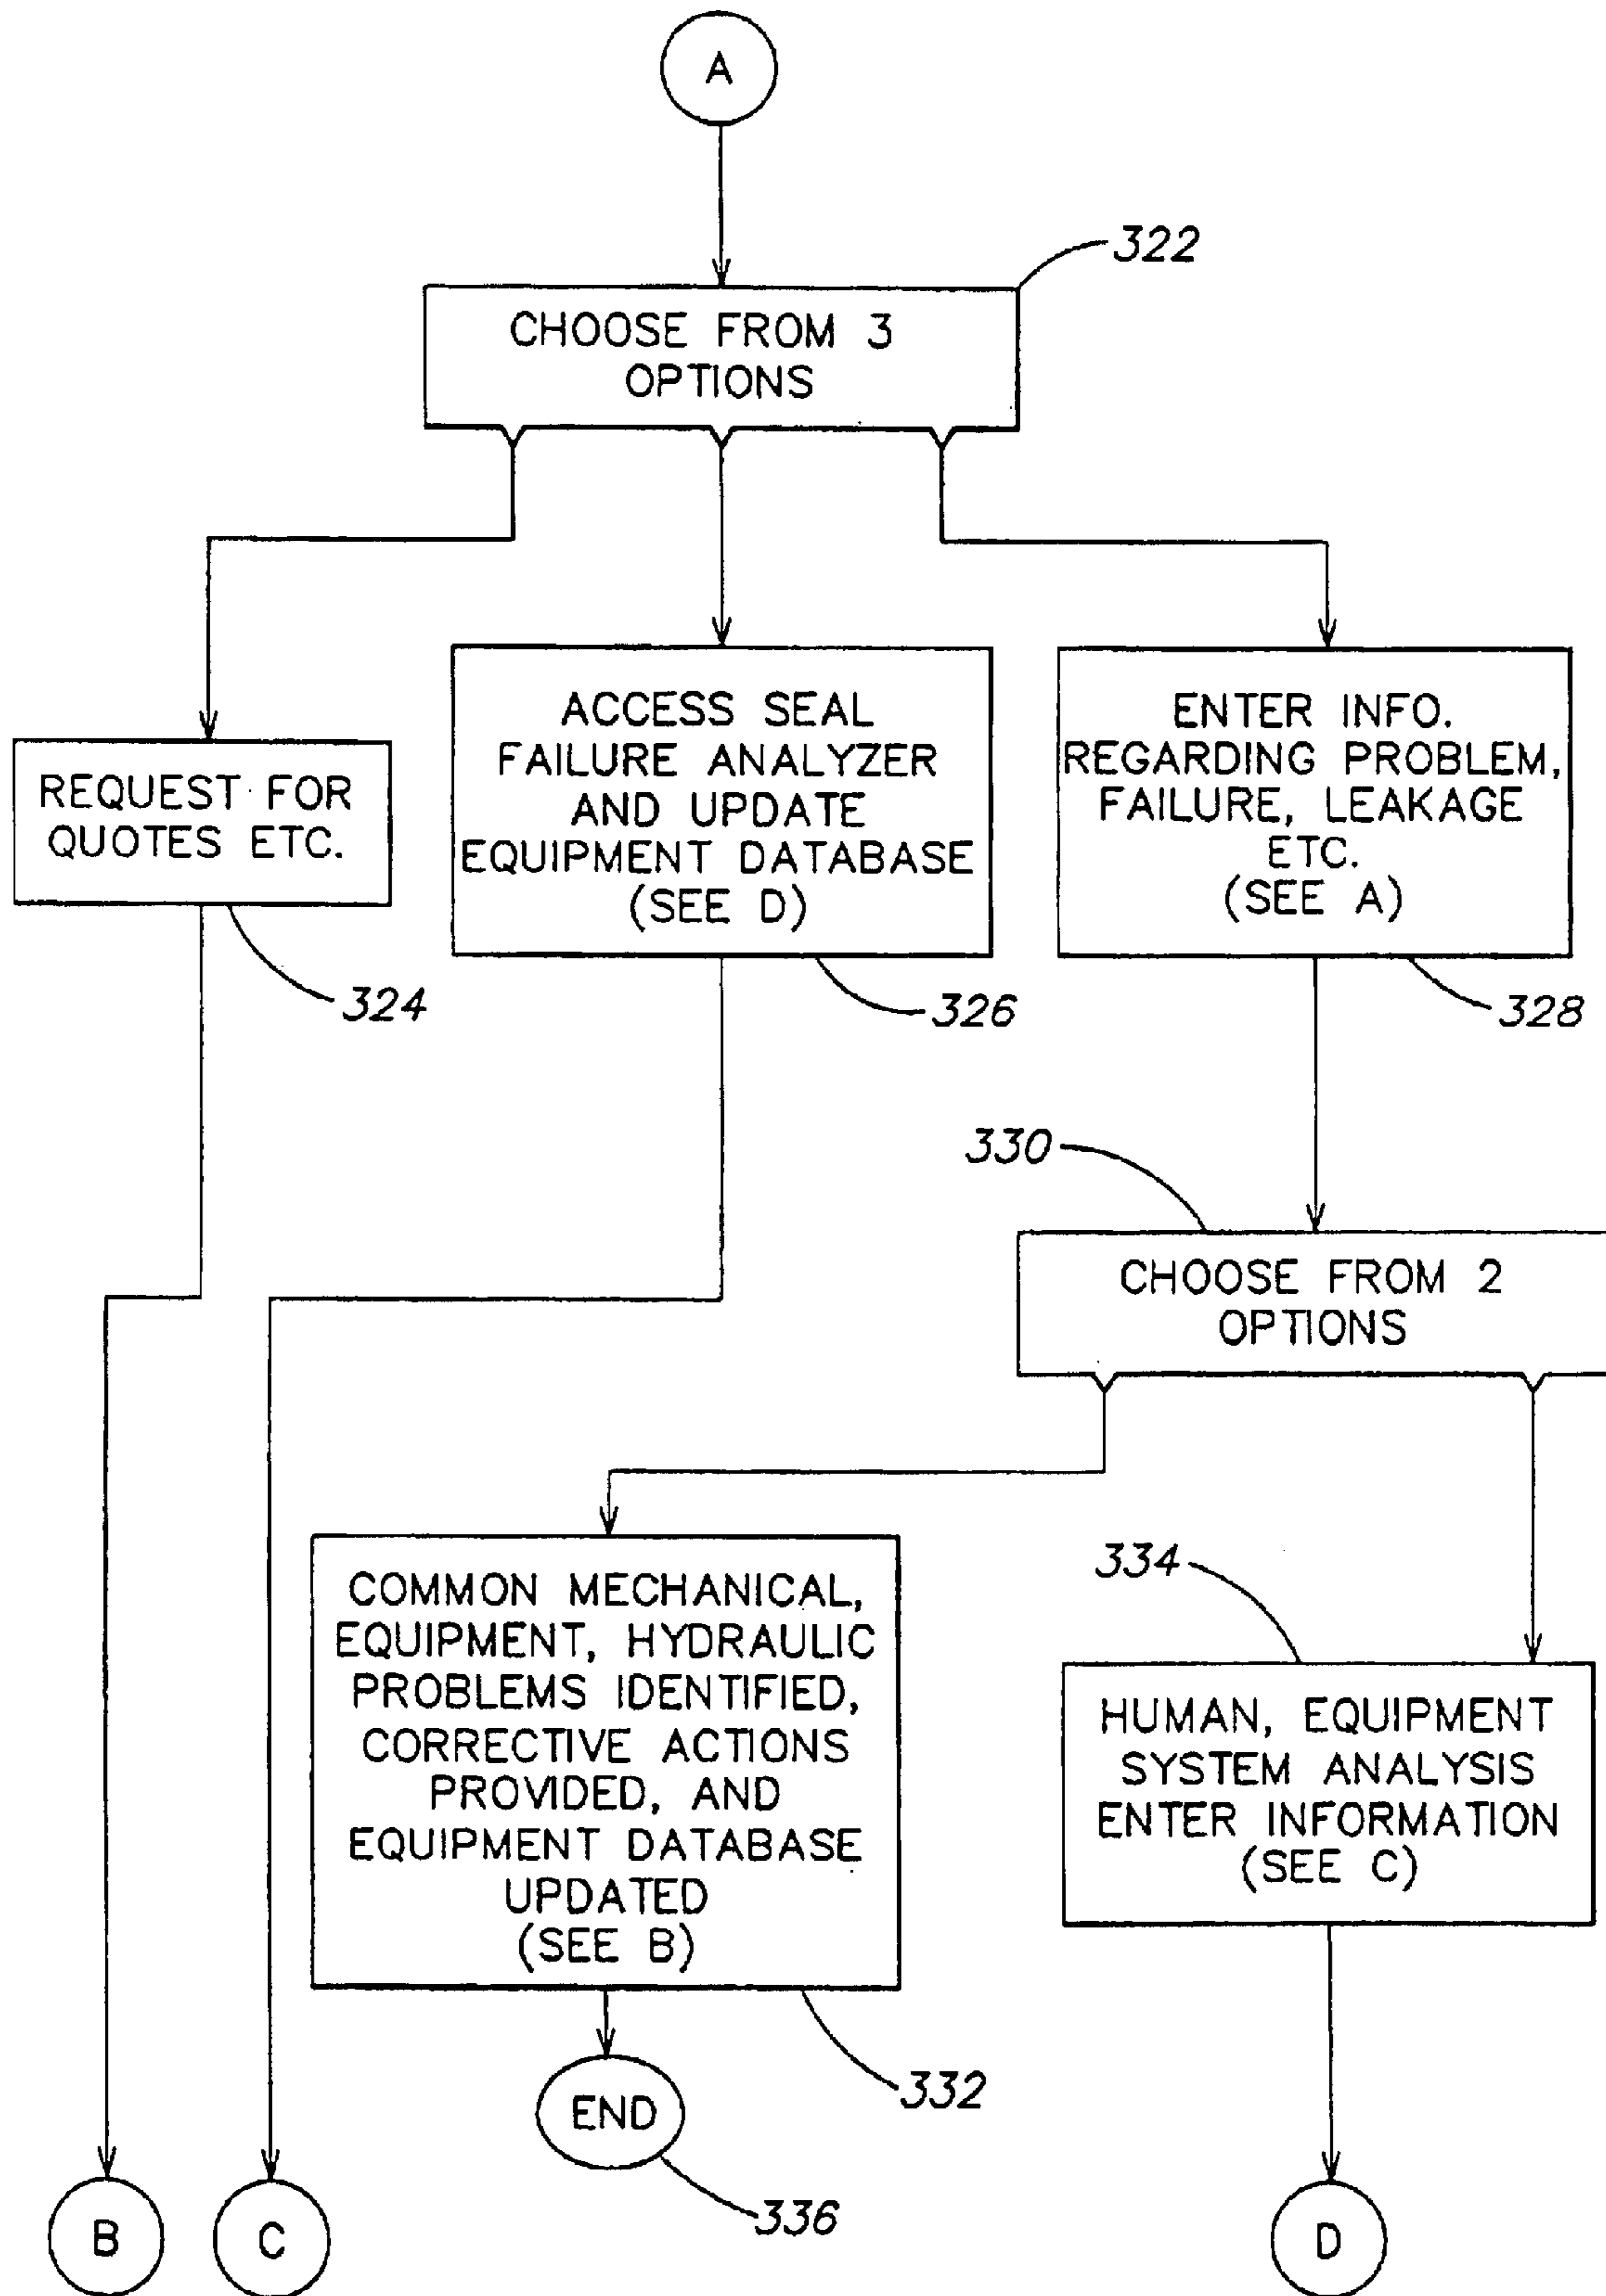 A
322
CHOOSE FROM 3
OPTIONS
REQUEST FOR
QUOTES ETC.
324
ACCESS SEAL
FAILURE ANALYZER
AND UPDATE
EQUIPMENT DATABASE
(SEE D)
326
ENTER INFO.
REGARDING PROBLEM,
FAILURE, LEAKAGE
ETC.
(SEE A)
328
330
CHOOSE FROM 2
OPTIONS
COMMON MECHANICAL,
EQUIPMENT, HYDRAULIC
PROBLEMS IDENTIFIED,
CORRECTIVE ACTIONS
PROVIDED, AND
EQUIPMENT DATABASE
UPDATED
(SEE B)
332
334
HUMAN, EQUIPMENT
SYSTEM ANALYSIS
ENTER INFORMATION
(SEE C)
END
336
B
C
D